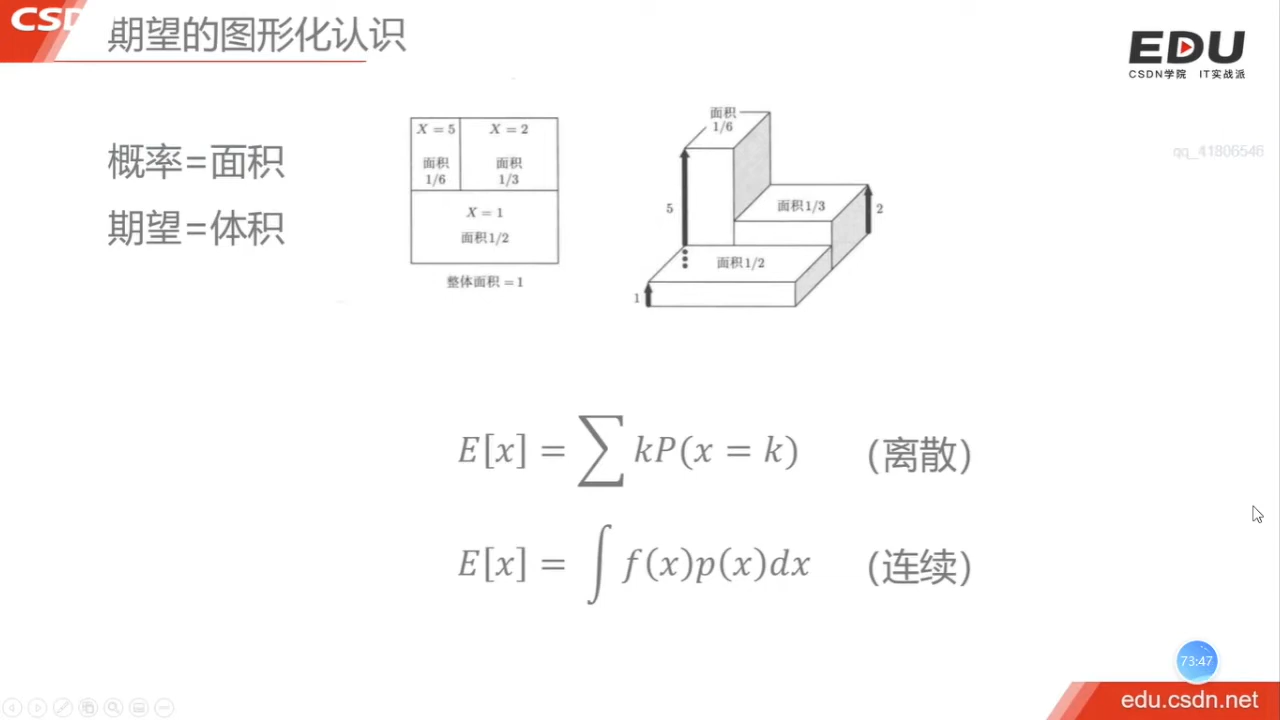 CSD
期望的图形化认识
EDU
CSDN学院 IT实战派
qq_41806546
概率=面积
期望=体积
X = 5
面积
1/6
X = 2
面积
1/3
X = 1
面积1/2
整体面积 = 1
面积
1/6
5
面积1/3
2
面积1/2
1
E[x] = ∑ kP(x = k) (离散)
E[x] = ∫ f(x)p(x)dx (连续)
73:47
edu.csdn.net